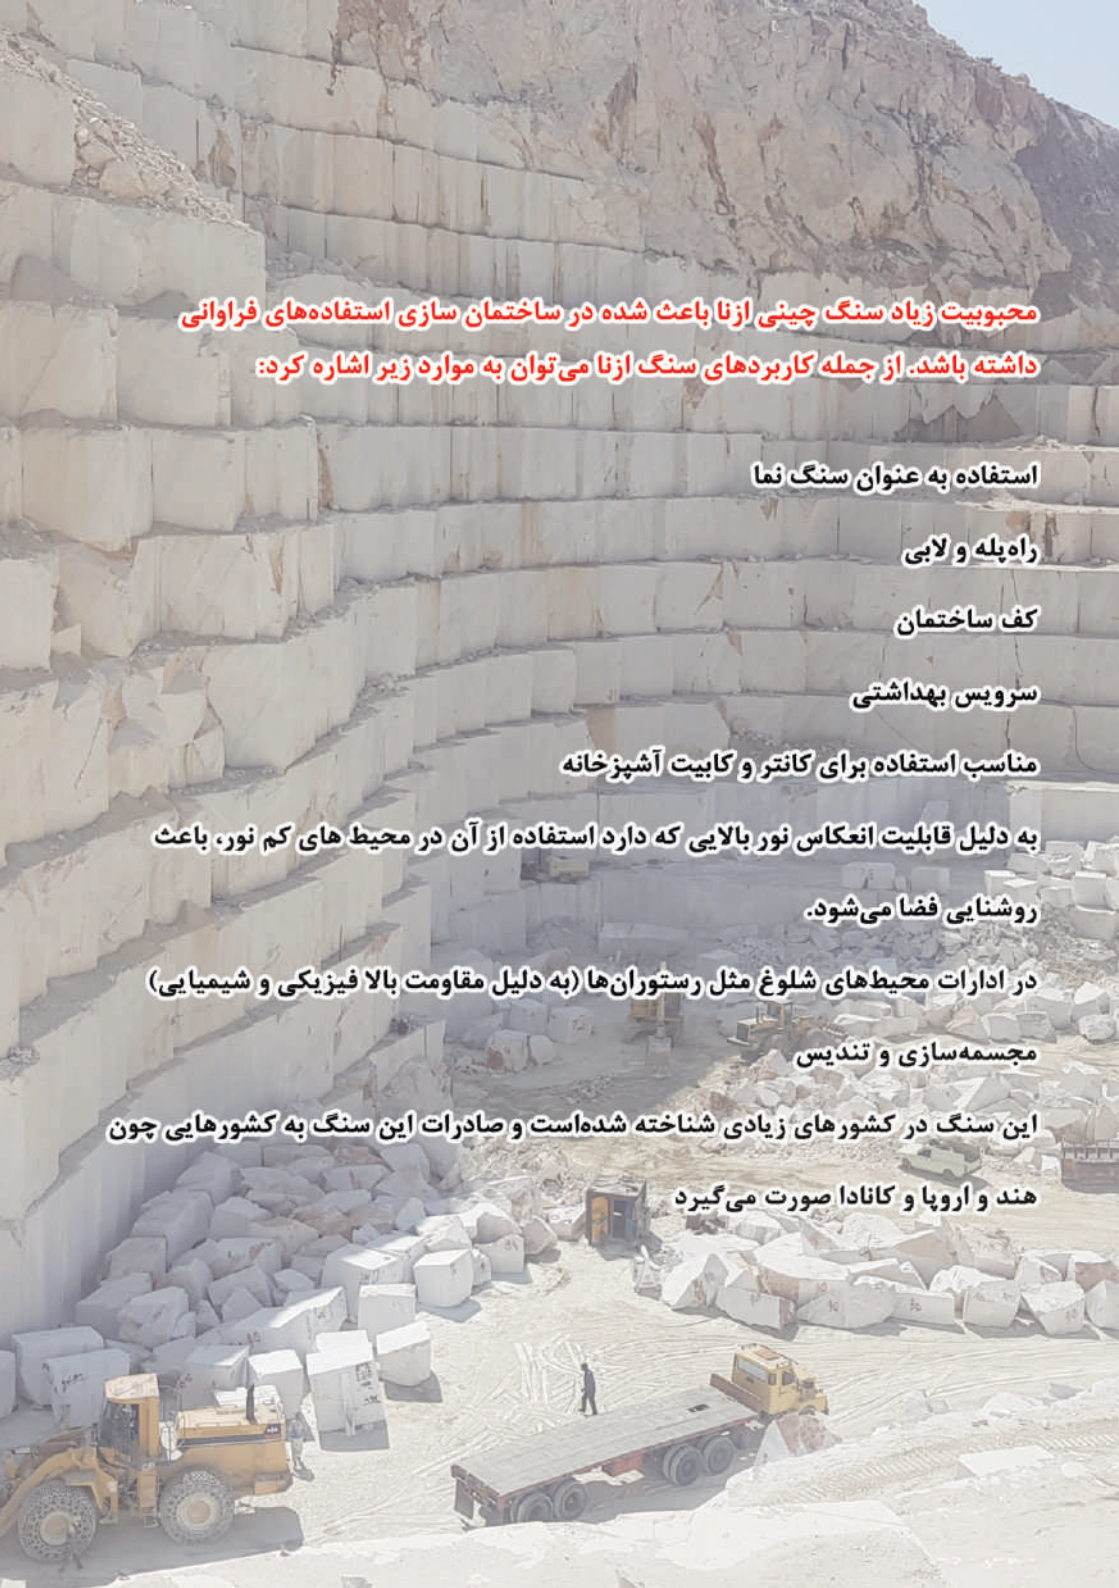 محبوبیت زیاد سنگ چینی ازنا باعث شده در ساختمان سازی استفاده‌های فراوانی
داشته باشد. از جمله کاربردهای سنگ ازنا می‌توان به موارد زیر اشاره کرد:
استفاده به عنوان سنگ نما
راه‌پله و لابی
کف ساختمان
سرویس بهداشتی
مناسب استفاده برای کانتر و کابیت آشپزخانه
به دلیل قابلیت انعکاس نور بالایی که دارد استفاده از آن در محیط های کم نور، باعث
روشنایی فضا می‌شود.
در ادارات محیط‌های شلوغ مثل رستوران‌ها (به دلیل مقاومت بالا فیزیکی و شیمیایی)
مجسمه‌سازی و تندیس
این سنگ در کشورهای زیادی شناخته شده‌است و صادرات این سنگ به کشورهایی چون
هند و اروپا و کانادا صورت می‌گیرد